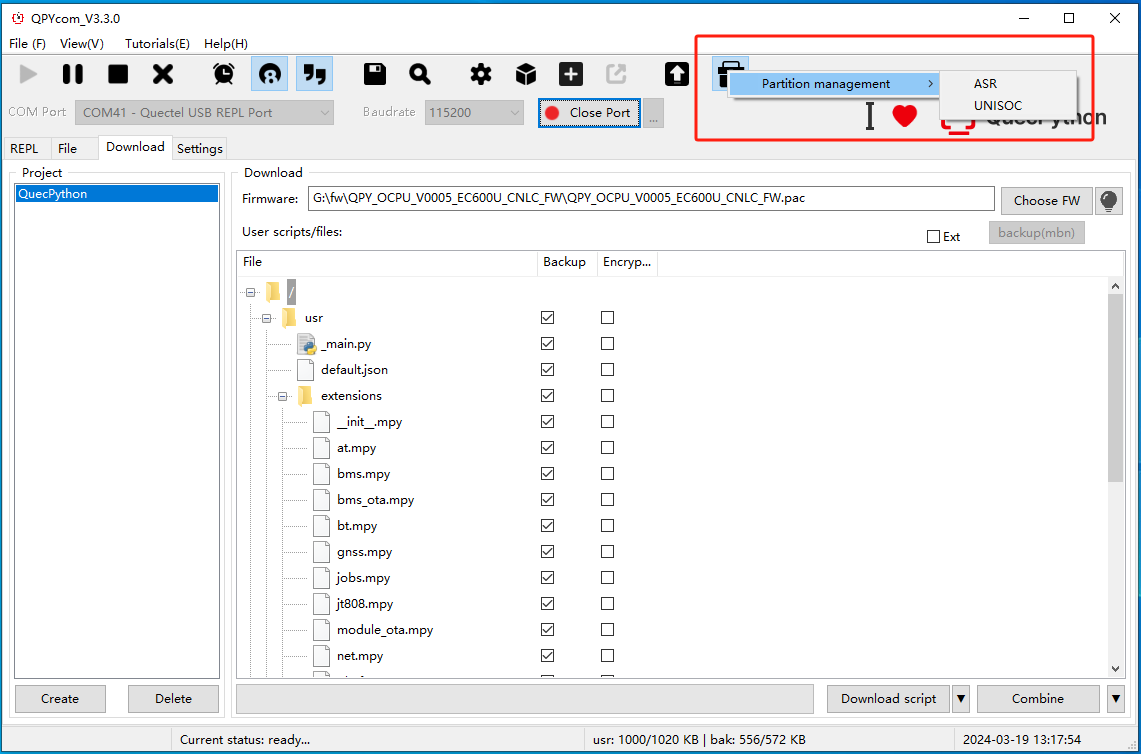 QPYcom_V3.3.0
File (F) View(V) Tutorials(E) Help(H)
Partition management
ASR
UNISOC
COM Port COM41 - Quectel USB REPL Port Baudrate 115200 Close Port ...
QuecPython
REPL File Download Settings
Project
QuecPython
Download
Firmware: G:\fw\QPY_OCPU_V0005_EC600U_CNLC_FW\QPY_OCPU_V0005_EC600U_CNLC_FW.pac Choose FW
User scripts/files: Ext backup(mbn)
File Backup Encryp...
/
usr
_main.py
default.json
extensions
__init__.mpy
at.mpy
bms.mpy
bms_ota.mpy
bt.mpy
gnss.mpy
jobs.mpy
jt808.mpy
module_ota.mpy
net.mpy
Create Delete Download script Combine
Current status: ready... usr: 1000/1020 KB | bak: 556/572 KB 2024-03-19 13:17:54